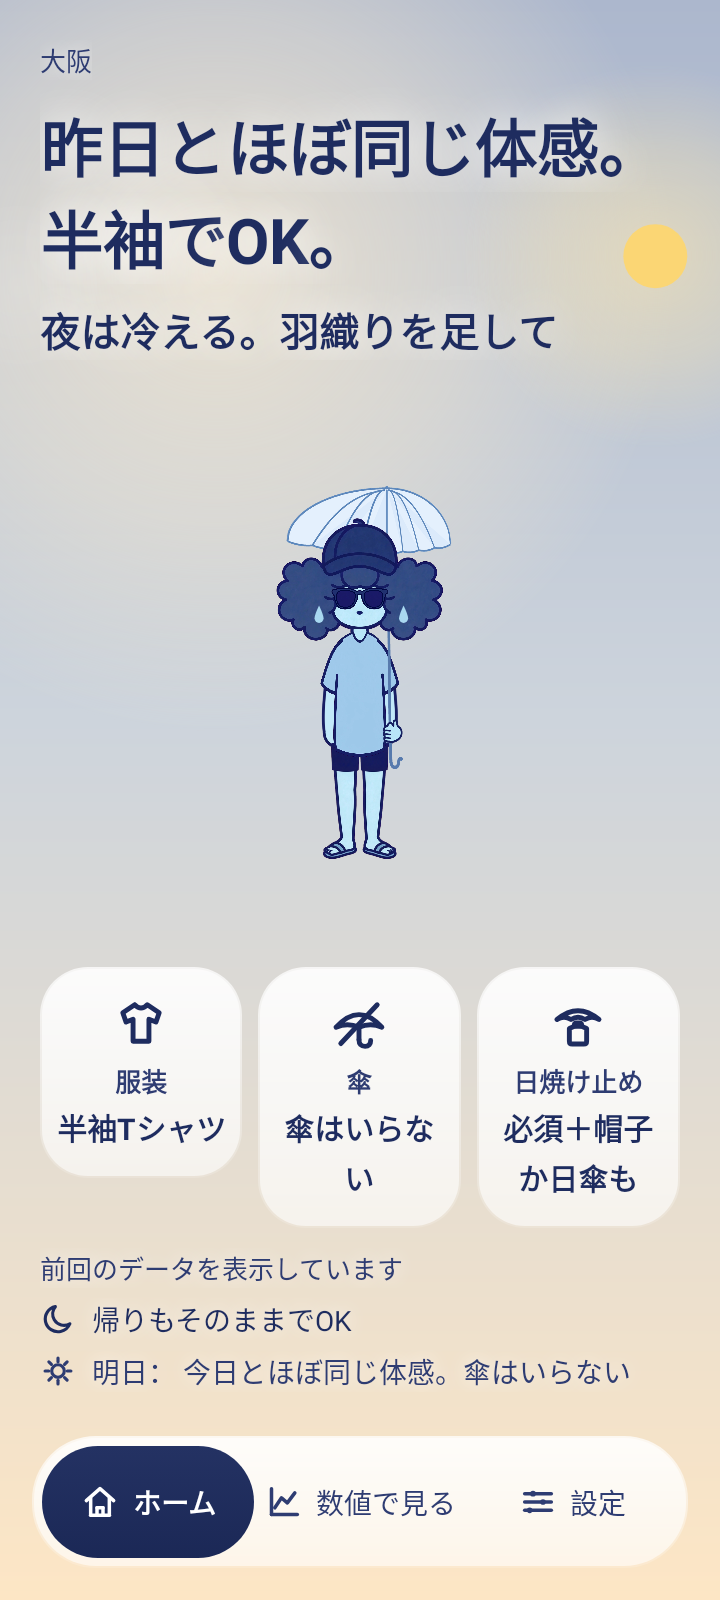 大阪
昨日とほぼ同じ体感。
半袖でOK。
夜は冷える。羽織りを足して
服装
半袖Tシャツ
傘
傘はいらな
い
日焼け止め
必須＋帽子
か日傘も
前回のデータを表示しています
帰りもそのままでOK
明日： 今日とほぼ同じ体感。傘はいらない
ホーム
数値で見る
設定